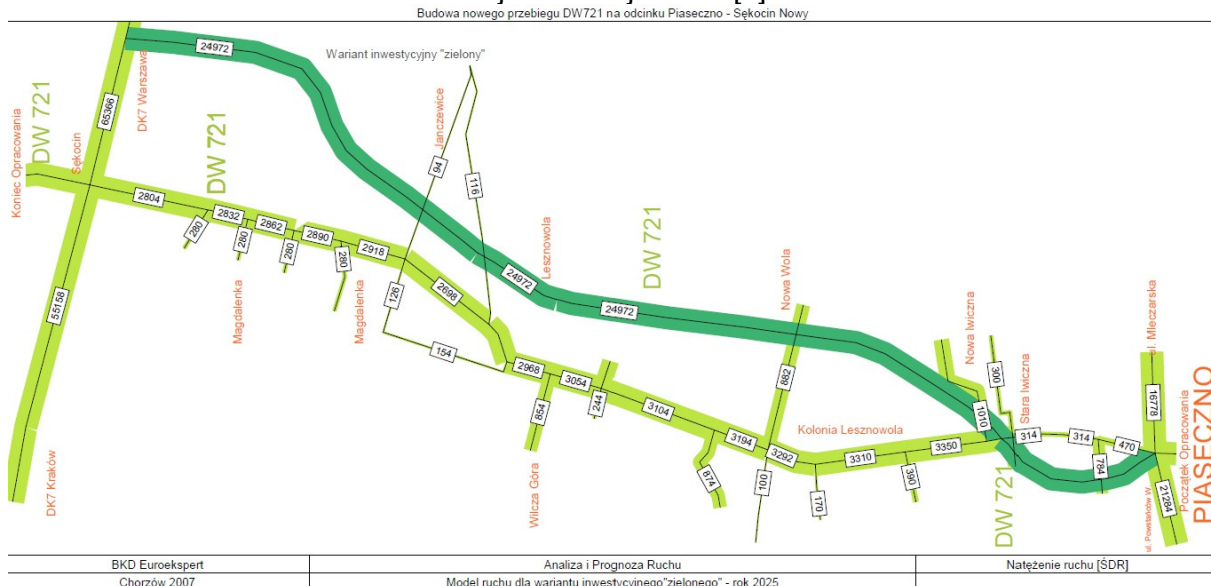 Budowa nowego przebiegu DW721 na odcinku Piaseczno - Sękocin Nowy
24972
Wariant inwestycyjny "zielony"
DK7 Warszawa
DW 721
65366
Koniec Opracowania
Sękocin
DW 721
Janczewice
94
116
2804
2832
2862
2890
2918
280
280
280
280
Magdalenka
Magdalenka
126
2698
154
55158
DK7 Kraków
24972
Lesznowola
24972
DW 721
Nowa Wola
882
2968
3054
854
244
Wilcza Góra
3104
3194
3292
874
100
170
Kolonia Lesznowola
3310
3350
390
1010
Nowa Iwiczna
300
Stara Iwiczna
314
314
470
784
DW 721
ul. Mleczarska
16778
21284
ul. Powstańców W.
Początek Opracowania
PIASECZNO
BKD Euroekspert
Analiza i Prognoza Ruchu
Natężenie ruchu [ŚDR]
Chorzów 2007
Model ruchu dla wariantu inwestycyjnego"zielonego" - rok 2025